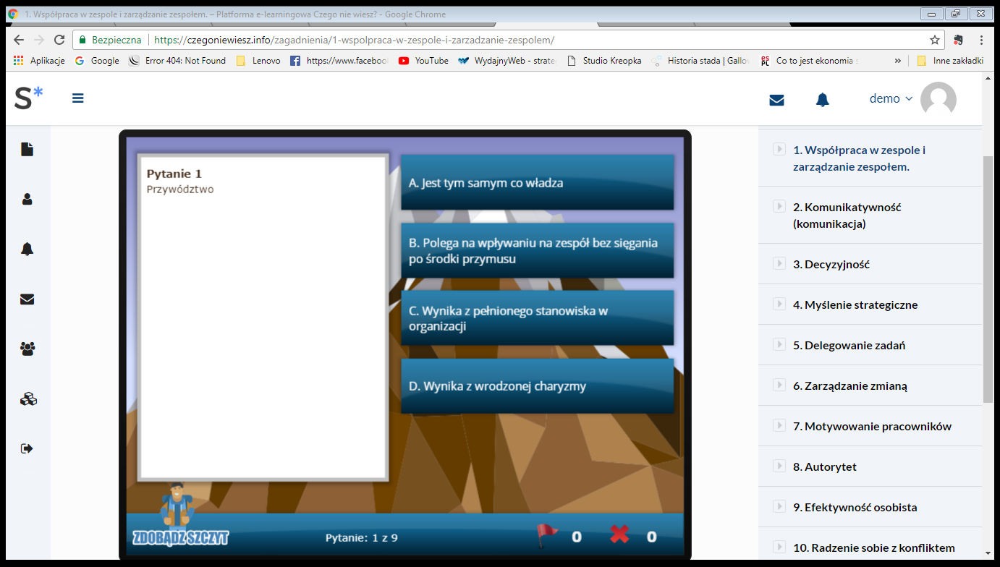 1. Współpraca w zespole i zarządzanie zespołem. – Platforma e-learningowa Czego nie wiesz? - Google Chrome
Bezpieczna
https://czegoniewiesz.info/zagadnienia/1-wspolpraca-w-zespole-i-zarzadzanie-zespolem/
Aplikacje
Google
Error 404: Not Found
Lenovo
https://www.faceboo
YouTube
WydajnyWeb - strate
Studio Kreopka
Historia stada | Gallo
Co to jest ekonomia s
»
Inne zakładki
S*
demo
Pytanie 1
Przywództwo
A. Jest tym samym co władza
B. Polega na wpływaniu na zespół bez sięgania
po środki przymusu
C. Wynika z pełnionego stanowiska w
organizacji
D. Wynika z wrodzonej charyzmy
ZDOBĄDZ SZCZYT
Pytanie: 1 z 9
0
0
1. Współpraca w zespole i
zarządzanie zespołem.
2. Komunikatywność
(komunikacja)
3. Decyzyjność
4. Myślenie strategiczne
5. Delegowanie zadań
6. Zarządzanie zmianą
7. Motywowanie pracowników
8. Autorytet
9. Efektywność osobista
10. Radzenie sobie z konfliktem